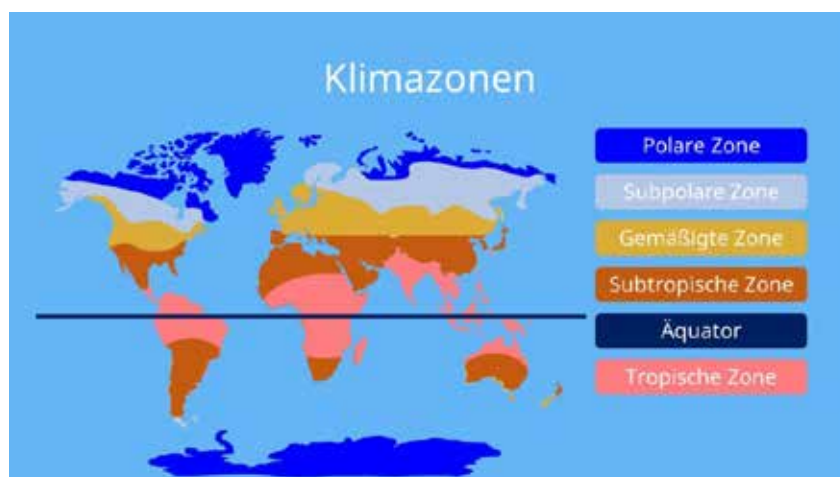 Klimazonen
Polare Zone
Subpolare Zone
Gemäßigte Zone
Subtropische Zone
Äquator
Tropische Zone